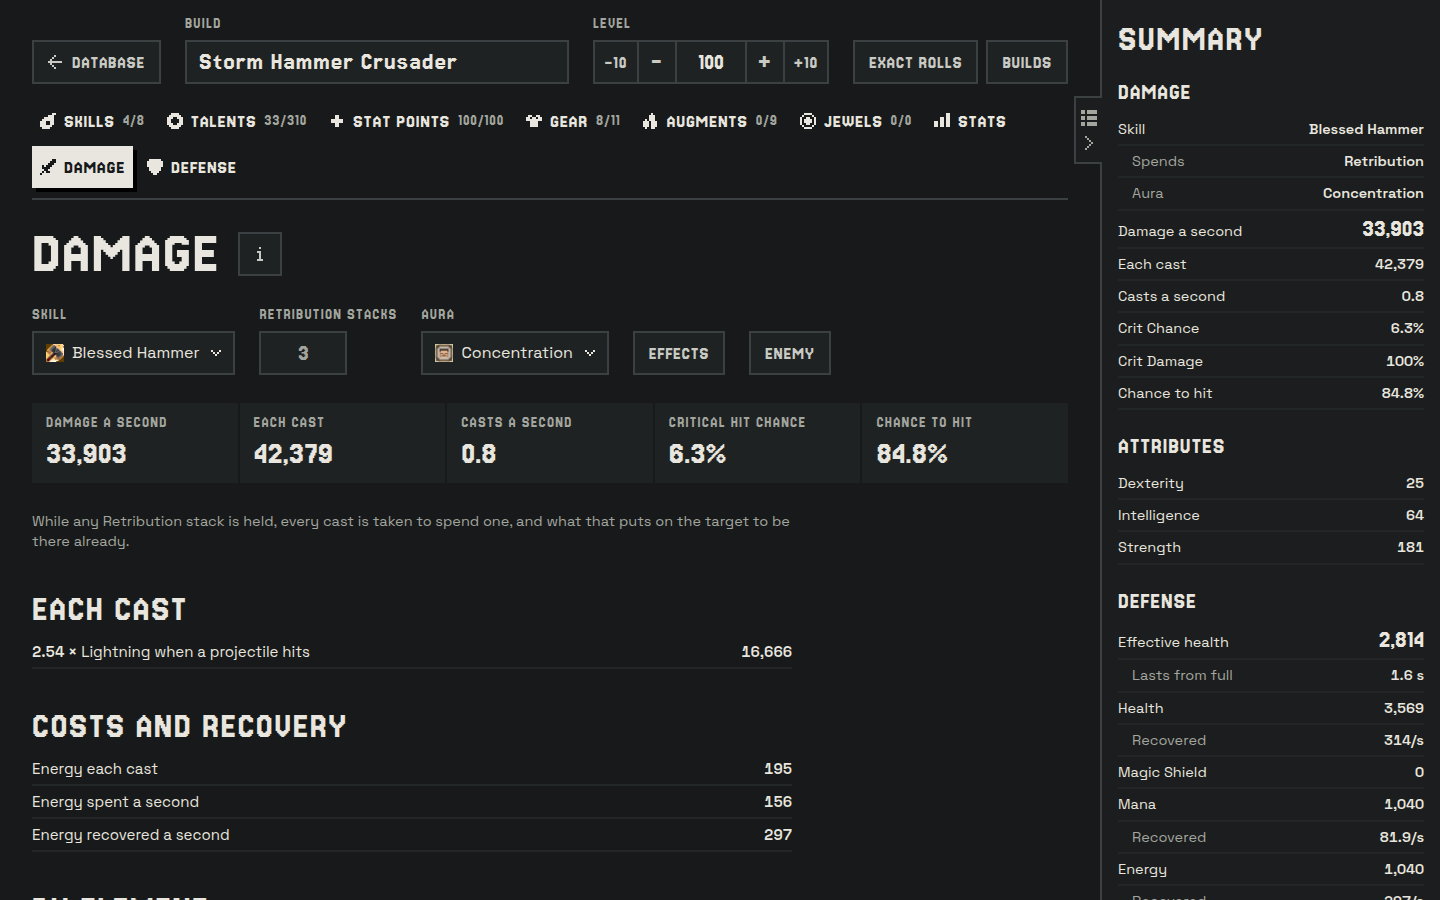 BUILD
LEVEL
DATABASE
Storm Hammer Crusader
-10
-
100
+
+10
EXACT ROLLS
BUILDS
SKILLS 4/8
TALENTS 33/310
STAT POINTS 100/100
GEAR 8/11
AUGMENTS 0/9
JEWELS 0/0
STATS
DAMAGE
DEFENSE
DAMAGE
i
SKILL
RETRIBUTION STACKS
AURA
Blessed Hammer
3
Concentration
EFFECTS
ENEMY
DAMAGE A SECOND
33,903
EACH CAST
42,379
CASTS A SECOND
0.8
CRITICAL HIT CHANCE
6.3%
CHANCE TO HIT
84.8%
While any Retribution stack is held, every cast is taken to spend one, and what that puts on the target to be
there already.
EACH CAST
2.54 × Lightning when a projectile hits 16,666
COSTS AND RECOVERY
Energy each cast 195
Energy spent a second 156
Energy recovered a second 297
SUMMARY
DAMAGE
Skill Blessed Hammer
Spends Retribution
Aura Concentration
Damage a second 33,903
Each cast 42,379
Casts a second 0.8
Crit Chance 6.3%
Crit Damage 100%
Chance to hit 84.8%
ATTRIBUTES
Dexterity 25
Intelligence 64
Strength 181
DEFENSE
Effective health 2,814
Lasts from full 1.6 s
Health 3,569
Recovered 314/s
Magic Shield 0
Mana 1,040
Recovered 81.9/s
Energy 1,040
Recovered 297/s